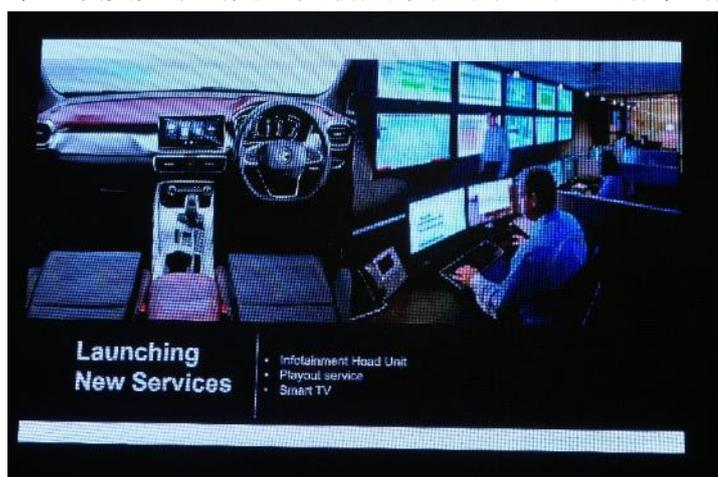 Launching
New Services
• Infotainment Head Unit
• Playout service
• Smart TV